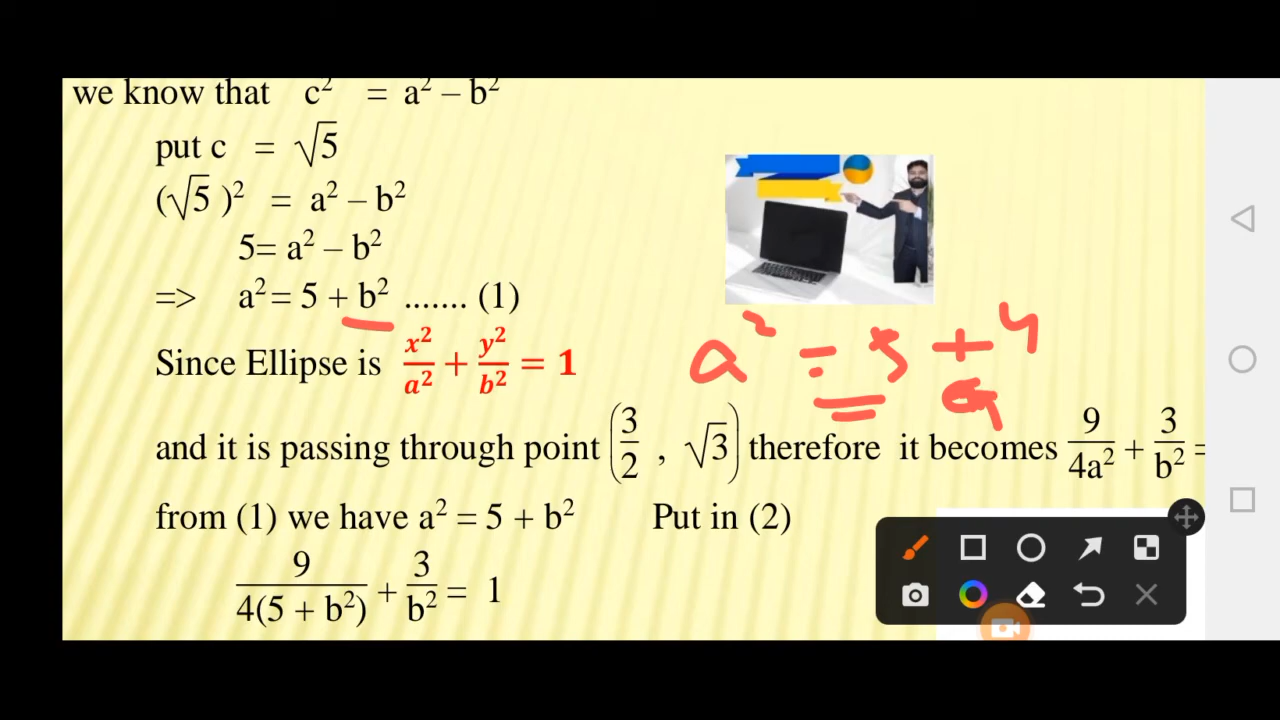 we know that c² = a² – b²
put c = √5
(√5 )² = a² – b²
5= a² – b²
=> a²= 5 + b² ....... (1)
a² = 5 + 4
9
Since Ellipse is x²/a² + y²/b² = 1
and it is passing through point (3/2 , √3) therefore it becomes 9/4a² + 3/b² =
from (1) we have a² = 5 + b² Put in (2)
9/4(5 + b²) + 3/b² = 1